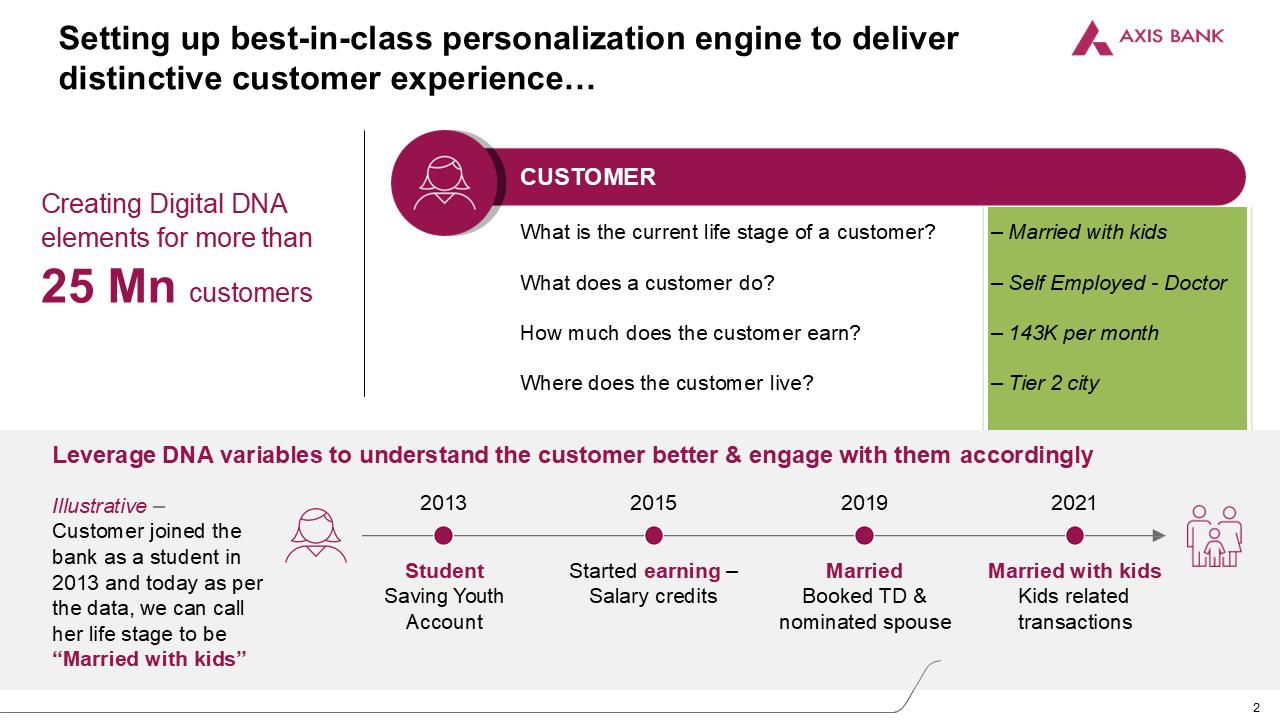 Setting up best-in-class personalization engine to deliver
distinctive customer experience…
AXIS BANK
Creating Digital DNA
elements for more than
25 Mn customers
CUSTOMER
What is the current life stage of a customer?
– Married with kids
What does a customer do?
– Self Employed - Doctor
How much does the customer earn?
– 143K per month
Where does the customer live?
– Tier 2 city
Leverage DNA variables to understand the customer better & engage with them accordingly
Illustrative –
Customer joined the
bank as a student in
2013 and today as per
the data, we can call
her life stage to be
“Married with kids”
2013
Student
Saving Youth
Account
2015
Started earning –
Salary credits
2019
Married
Booked TD &
nominated spouse
2021
Married with kids
Kids related
transactions
2